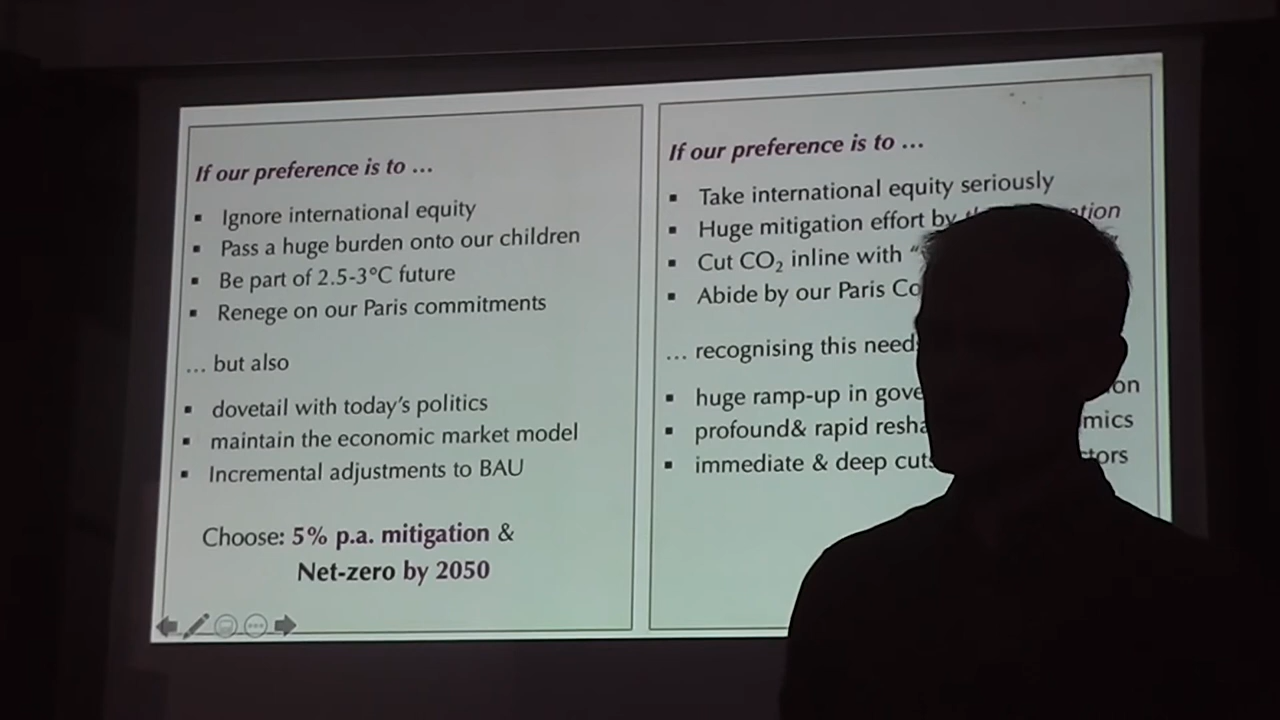 If our preference is to ...
▪ Ignore international equity
▪ Pass a huge burden onto our children
▪ Be part of 2.5-3°C future
▪ Renege on our Paris commitments
... but also
▪ dovetail with today's politics
▪ maintain the economic market model
▪ Incremental adjustments to BAU
Choose: 5% p.a. mitigation &
Net-zero by 2050
If our preference is to ...
▪ Take international equity seriously
▪ Huge mitigation effort by
▪ Cut CO₂ inline with "
▪ Abide by our Paris
... recognising this
▪ huge ramp-up in
▪ profound& rapid
▪ immediate & deep